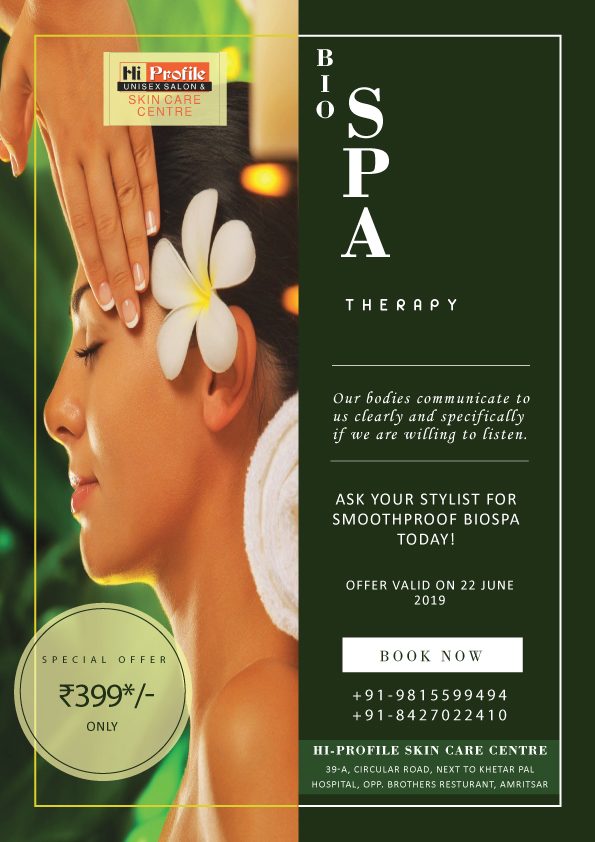 Hi Profile
UNISEX SALON &
SKIN CARE
CENTRE
BIO
SPA
THERAPY
Our bodies communicate to
us clearly and specifically
if we are willing to listen.
ASK YOUR STYLIST FOR
SMOOTHPROOF BIOSPA
TODAY!
OFFER VALID ON 22 JUNE
2019
BOOK NOW
+91-9815599494
+91-8427022410
HI-PROFILE SKIN CARE CENTRE
39-A, CIRCULAR ROAD, NEXT TO KHETAR PAL
HOSPITAL, OPP. BROTHERS RESTURANT, AMRITSAR
SPECIAL OFFER
₹399*/-
ONLY